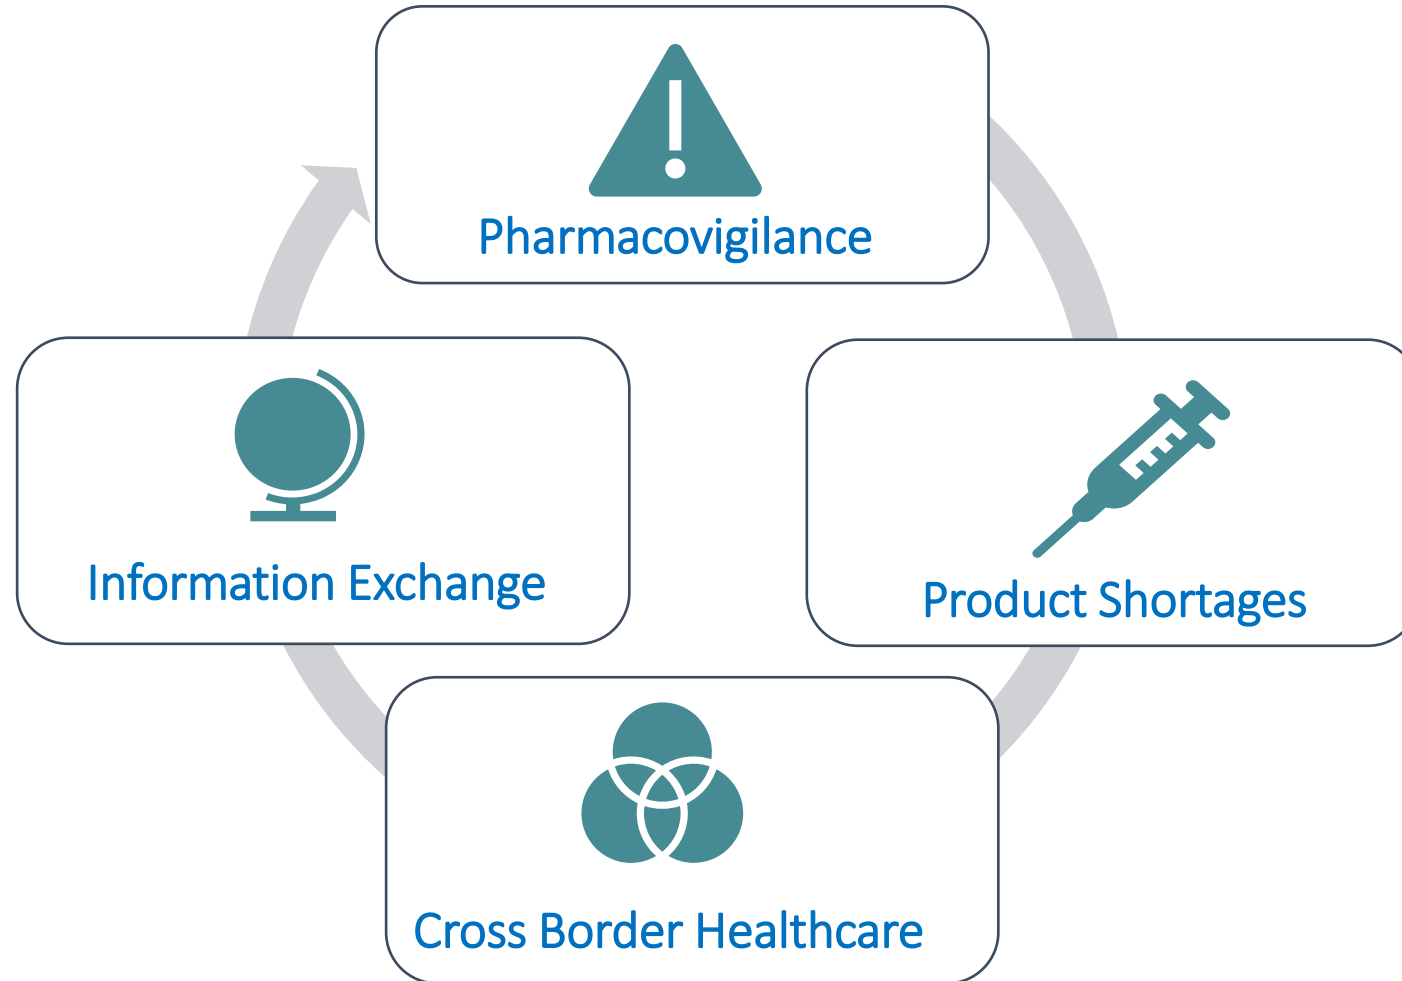 Pharmacovigilance
Information Exchange
Product Shortages
Cross Border Healthcare